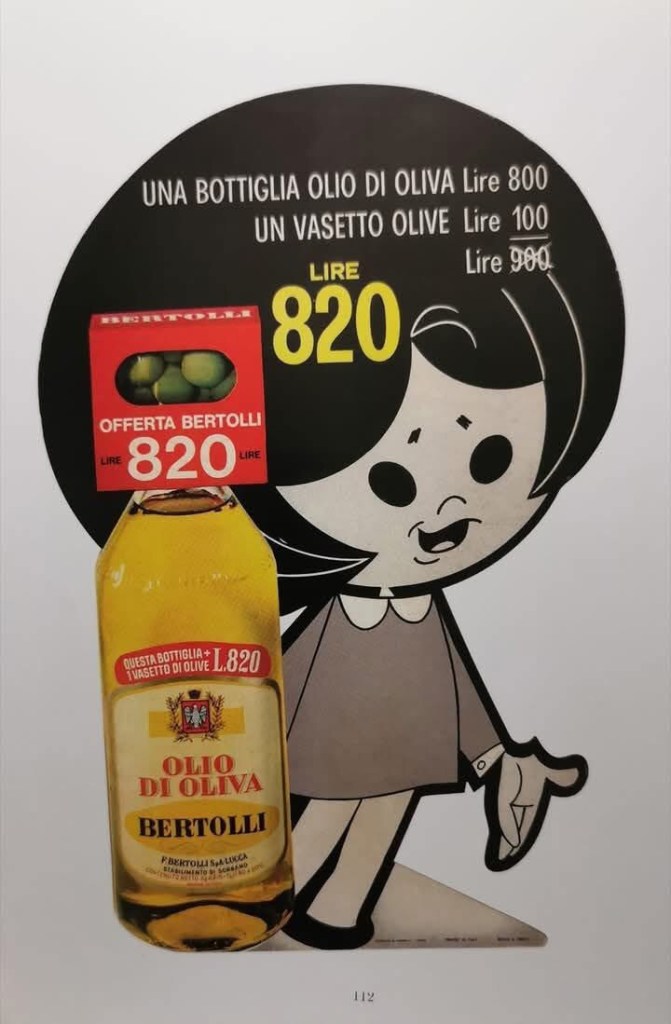 UNA BOTTIGLIA OLIO DI OLIVA Lire 800
UN VASETTO OLIVE Lire 100
Lire 900
LIRE
820
BERTOLLI
OFFERTA BERTOLLI
LIRE 820 LIRE
QUESTA BOTTIGLIA +
1 VASETTO DI OLIVE L.820
OLIO
DI OLIVA
BERTOLLI
F. BERTOLLI S.p.A. LUCCA
STABILIMENTO DI
112